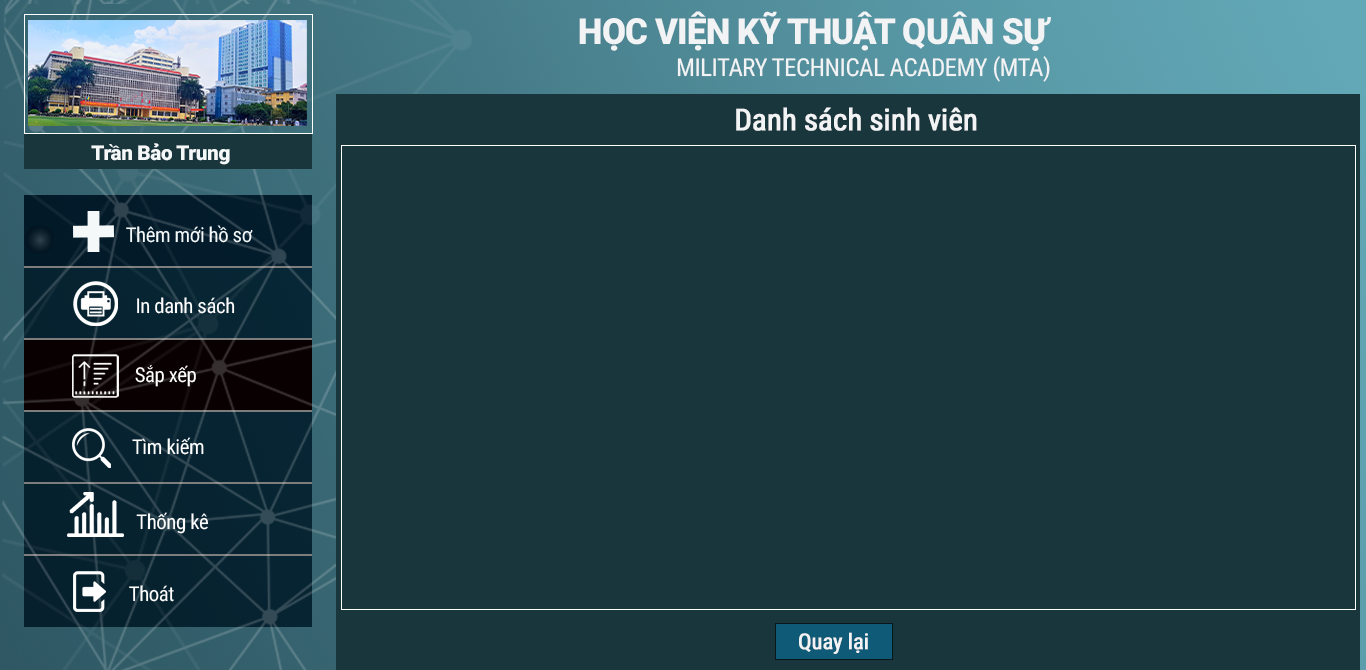 HỌC VIỆN KỸ THUẬT QUÂN SỰ
MILITARY TECHNICAL ACADEMY (MTA)
Trần Bảo Trung
Thêm mới hồ sơ
In danh sách
Sắp xếp
Tìm kiếm
Thống kê
Thoát
Danh sách sinh viên
Quay lại